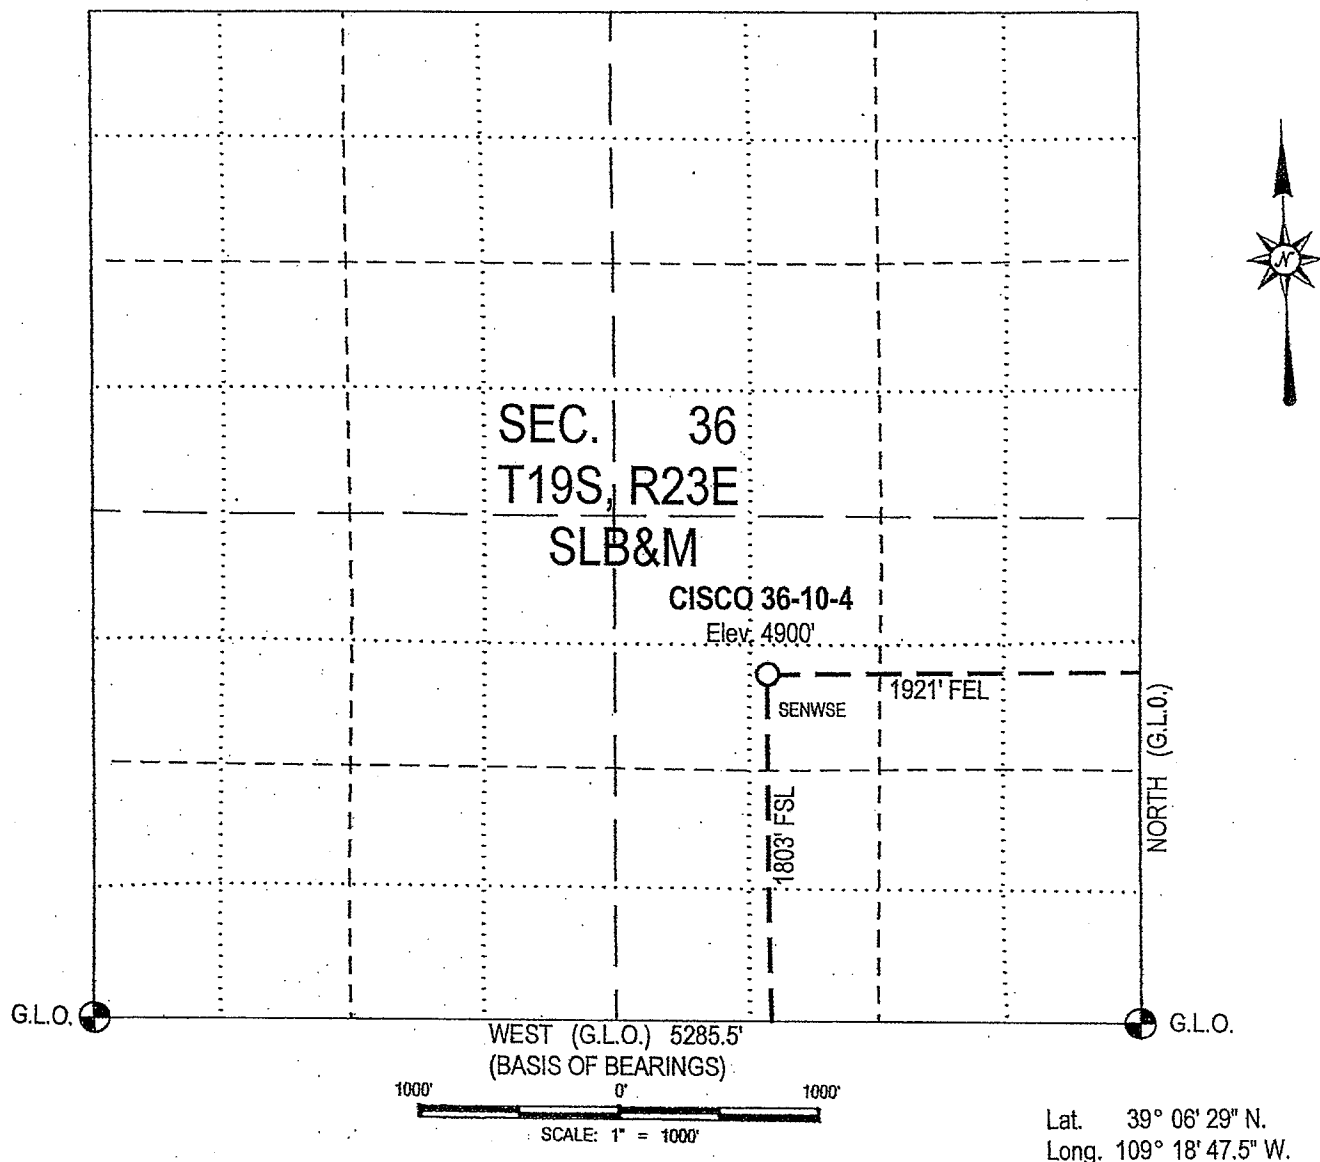 SEC. 36
T19S, R23E
SLB&M
CISCO 36-10-4
Elev. 4900'
1921' FEL
SENWSE
1803' FSL
NORTH (G.L.O.)
N
G.L.O.
G.L.O.
WEST (G.L.O.) 5285.5'
(BASIS OF BEARINGS)
1000' 0' 1000'
SCALE: 1" = 1000'
Lat. 39° 06' 29" N.
Long. 109° 18' 47.5" W.